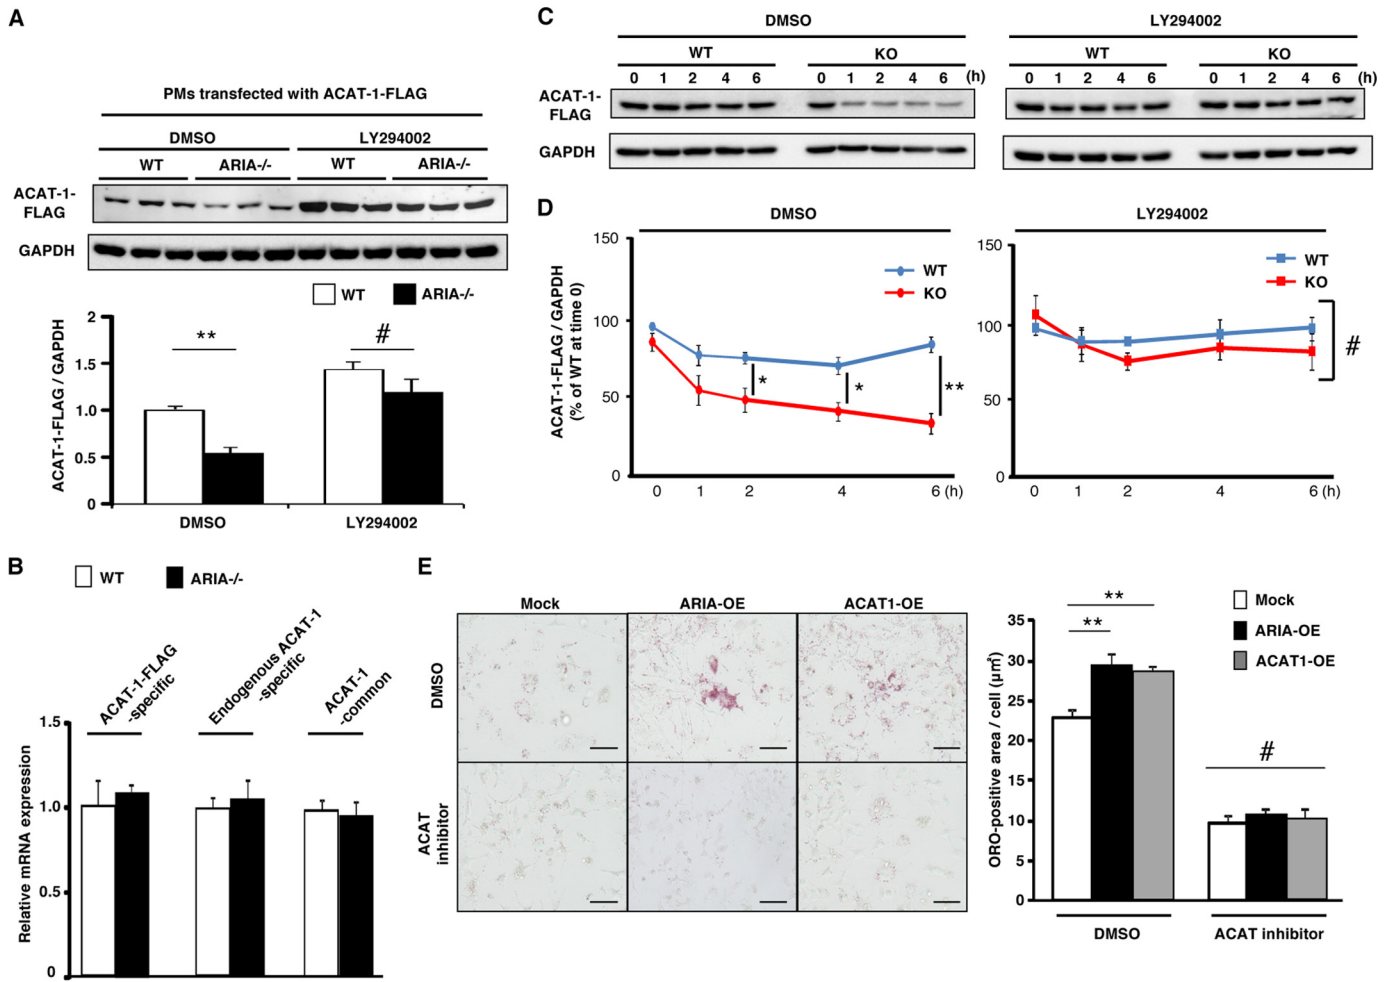 A
PMs transfected with ACAT-1-FLAG
DMSO
LY294002
WT
ARIA-/-
WT
ARIA-/-
ACAT-1-
FLAG
GAPDH
WT
ARIA-/-
ACAT-1-FLAG / GAPDH
2
1.5
1.0
0.5
0
**
#
DMSO
LY294002
B
WT
ARIA-/-
ACAT-1-FLAG
-specific
Endogenous ACAT-1
-specific
ACAT-1
-common
Relative mRNA expression
1.5
1.0
0.5
0
C
DMSO
LY294002
WT
KO
WT
KO
0 1 2 4 6
0 1 2 4 6 (h)
0 1 2 4 6
0 1 2 4 6 (h)
ACAT-1-
FLAG
GAPDH
D
DMSO
LY294002
ACAT-1-FLAG / GAPDH
(% of WT at time 0)
150
100
50
0
WT
KO
*
*
**
0 1 2 4 6 (h)
150
100
50
0
WT
KO
#
0 1 2 4 6 (h)
E
Mock
ARIA-OE
ACAT1-OE
DMSO
ACAT
inhibitor
ORO-positive area / cell (µm²)
35
30
25
20
15
10
5
0
**
**
#
Mock
ARIA-OE
ACAT1-OE
DMSO
ACAT inhibitor